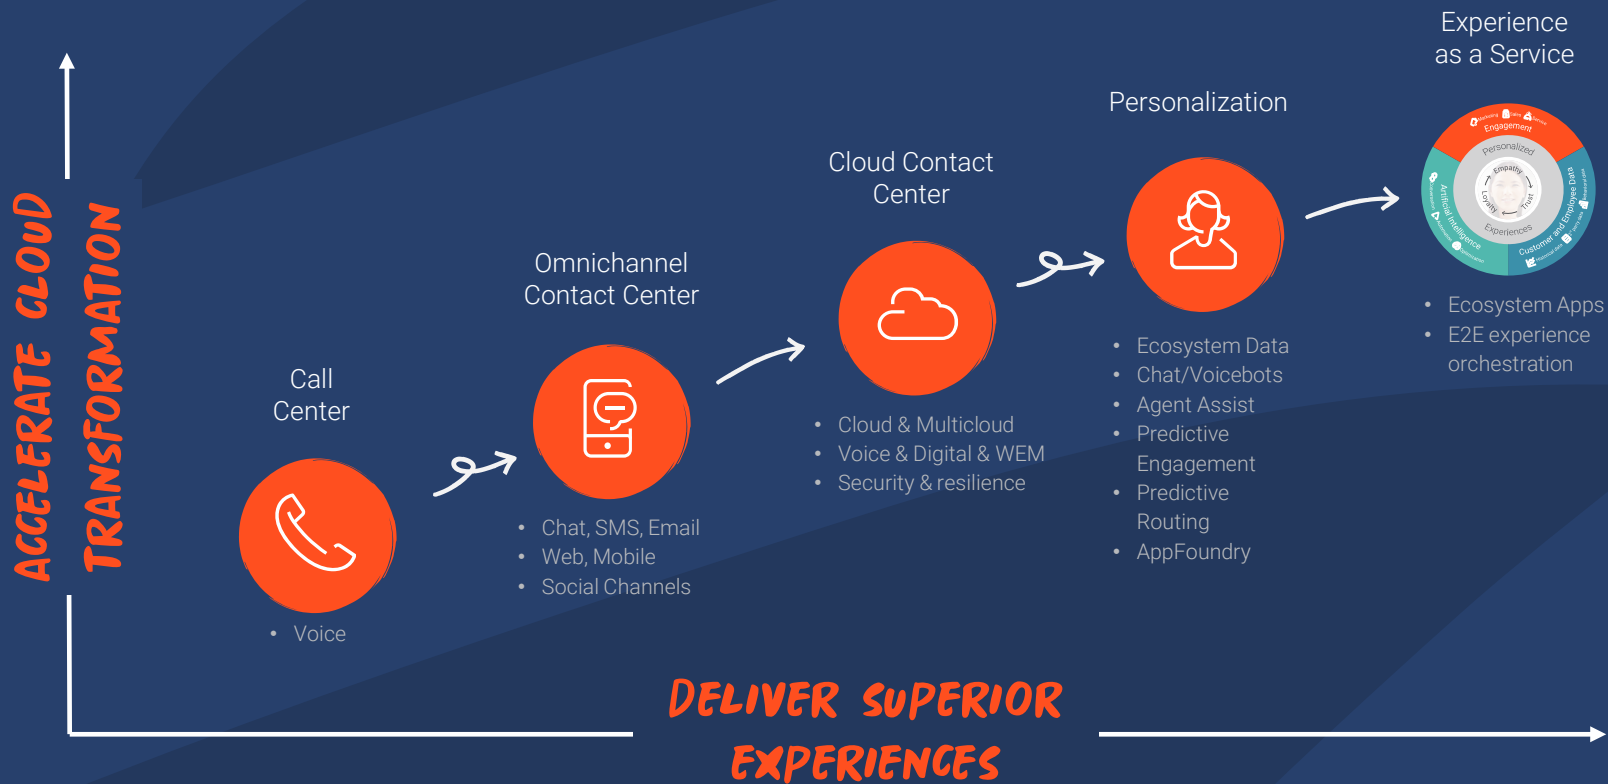 Experience
as a Service
Personalization
Cloud Contact
Center
Omnichannel
Contact Center
Call
Center
ACCELERATE CLOUD
TRANSFORMATION
Engagement
Personalized
Empathy
Trust
Loyalty
Experiences
Artificial Intelligence
Customer and Employee Data
• Ecosystem Apps
• E2E experience
orchestration
• Ecosystem Data
• Chat/Voicebots
• Agent Assist
• Predictive
Engagement
• Predictive
Routing
• AppFoundry
• Cloud & Multicloud
• Voice & Digital & WEM
• Security & resilience
• Chat, SMS, Email
• Web, Mobile
• Social Channels
• Voice
DELIVER SUPERIOR
EXPERIENCES